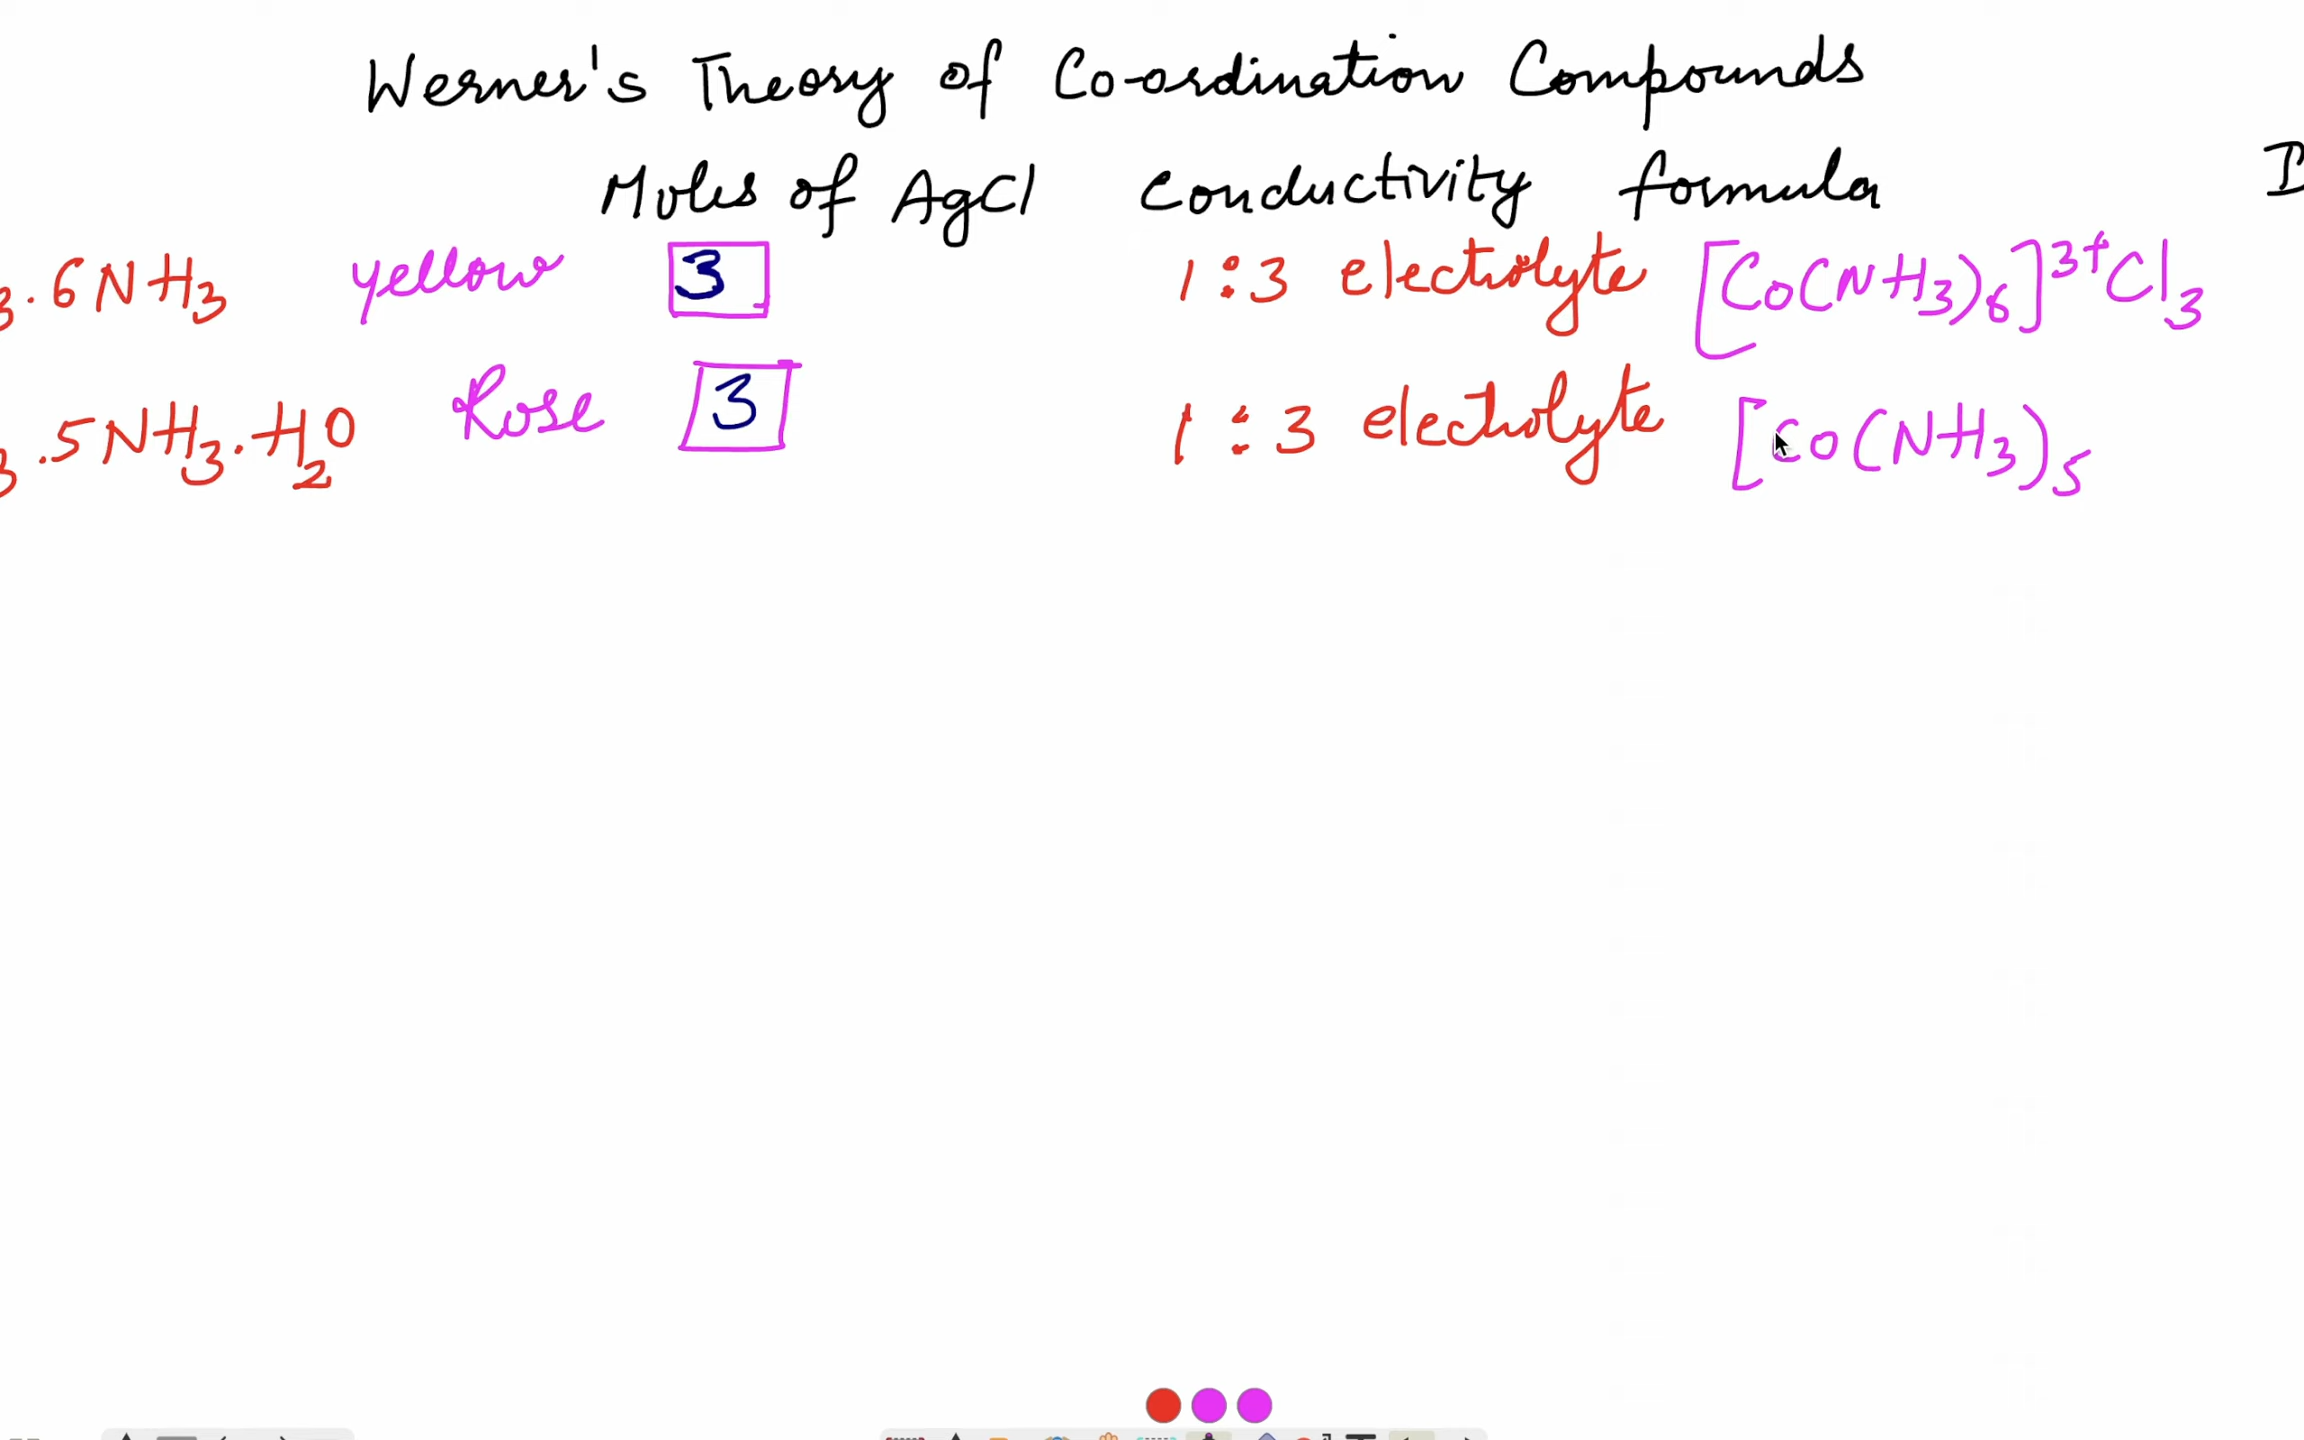 Werner's Theory of Co-ordination Compounds
Moles of AgCl Conductivity formula
3.6NH3 yellow 3 1:3 electrolyte [Co(NH3)6]3+Cl3
3.5NH3.H2O Rose 3 1:3 electrolyte [Co(NH3)5